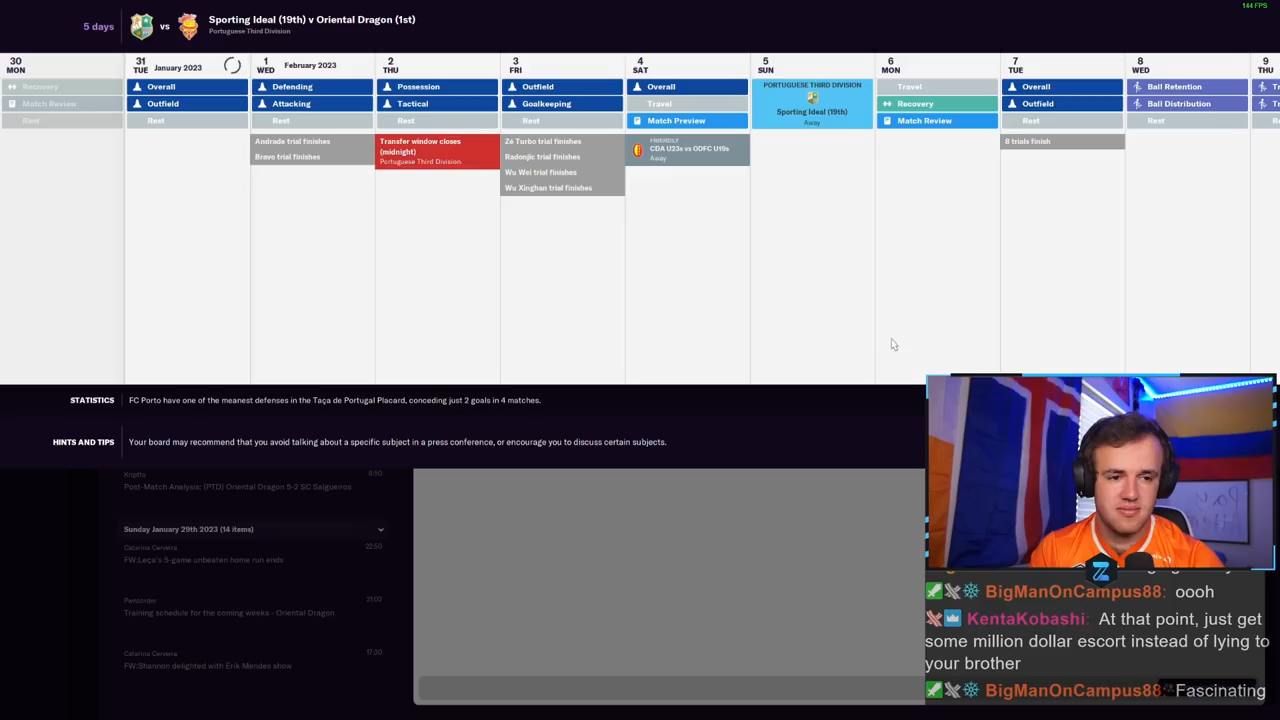 144 FPS
5 days
vs
Sporting Ideal (19th) v Oriental Dragon (1st)
Portuguese Third Division
30
MON
31
TUE
January 2023
1
WED
February 2023
2
THU
3
FRI
4
SAT
5
SUN
6
MON
7
TUE
8
WED
9
THU
Recovery
Match Review
Rest
Overall
Outfield
Rest
Defending
Attacking
Rest
Possession
Tactical
Rest
Outfield
Goalkeeping
Rest
Overall
Travel
Match Preview
PORTUGUESE THIRD DIVISION
Sporting Ideal (19th)
Away
Travel
Recovery
Match Review
Overall
Outfield
Rest
Ball Retention
Ball Distribution
Rest
Andrade trial finishes
Bravo trial finishes
Transfer window closes
(midnight)
Portuguese Third Division
Zé Turbo trial finishes
Radonjic trial finishes
Wu Wei trial finishes
Wu Xinghan trial finishes
FRIENDLY
CDA U23s vs ODFC U19s
Away
8 trials finish
STATISTICS
FC Porto have one of the meanest defenses in the Taça de Portugal Placard, conceding just 2 goals in 4 matches.
HINTS AND TIPS
Your board may recommend that you avoid talking about a specific subject in a press conference, or encourage you to discuss certain subjects.
Post-Match Analysis: (PTD) Oriental Dragon 5-2 SC Salgueiros
Sunday January 29th 2023 (14 items)
Catarina Cerveira
22:50
FW:Leça's 5-game unbeaten home run ends
21:02
Training schedule for the coming weeks - Oriental Dragon
Catarina Cerveira
17:30
FW:Shannon delighted with Erik Mendes show
BigManOnCampus88: oooh
KentaKobashi: At that point, just get
some million dollar escort instead of lying to
your brother
BigManOnCampus88: Fascinating